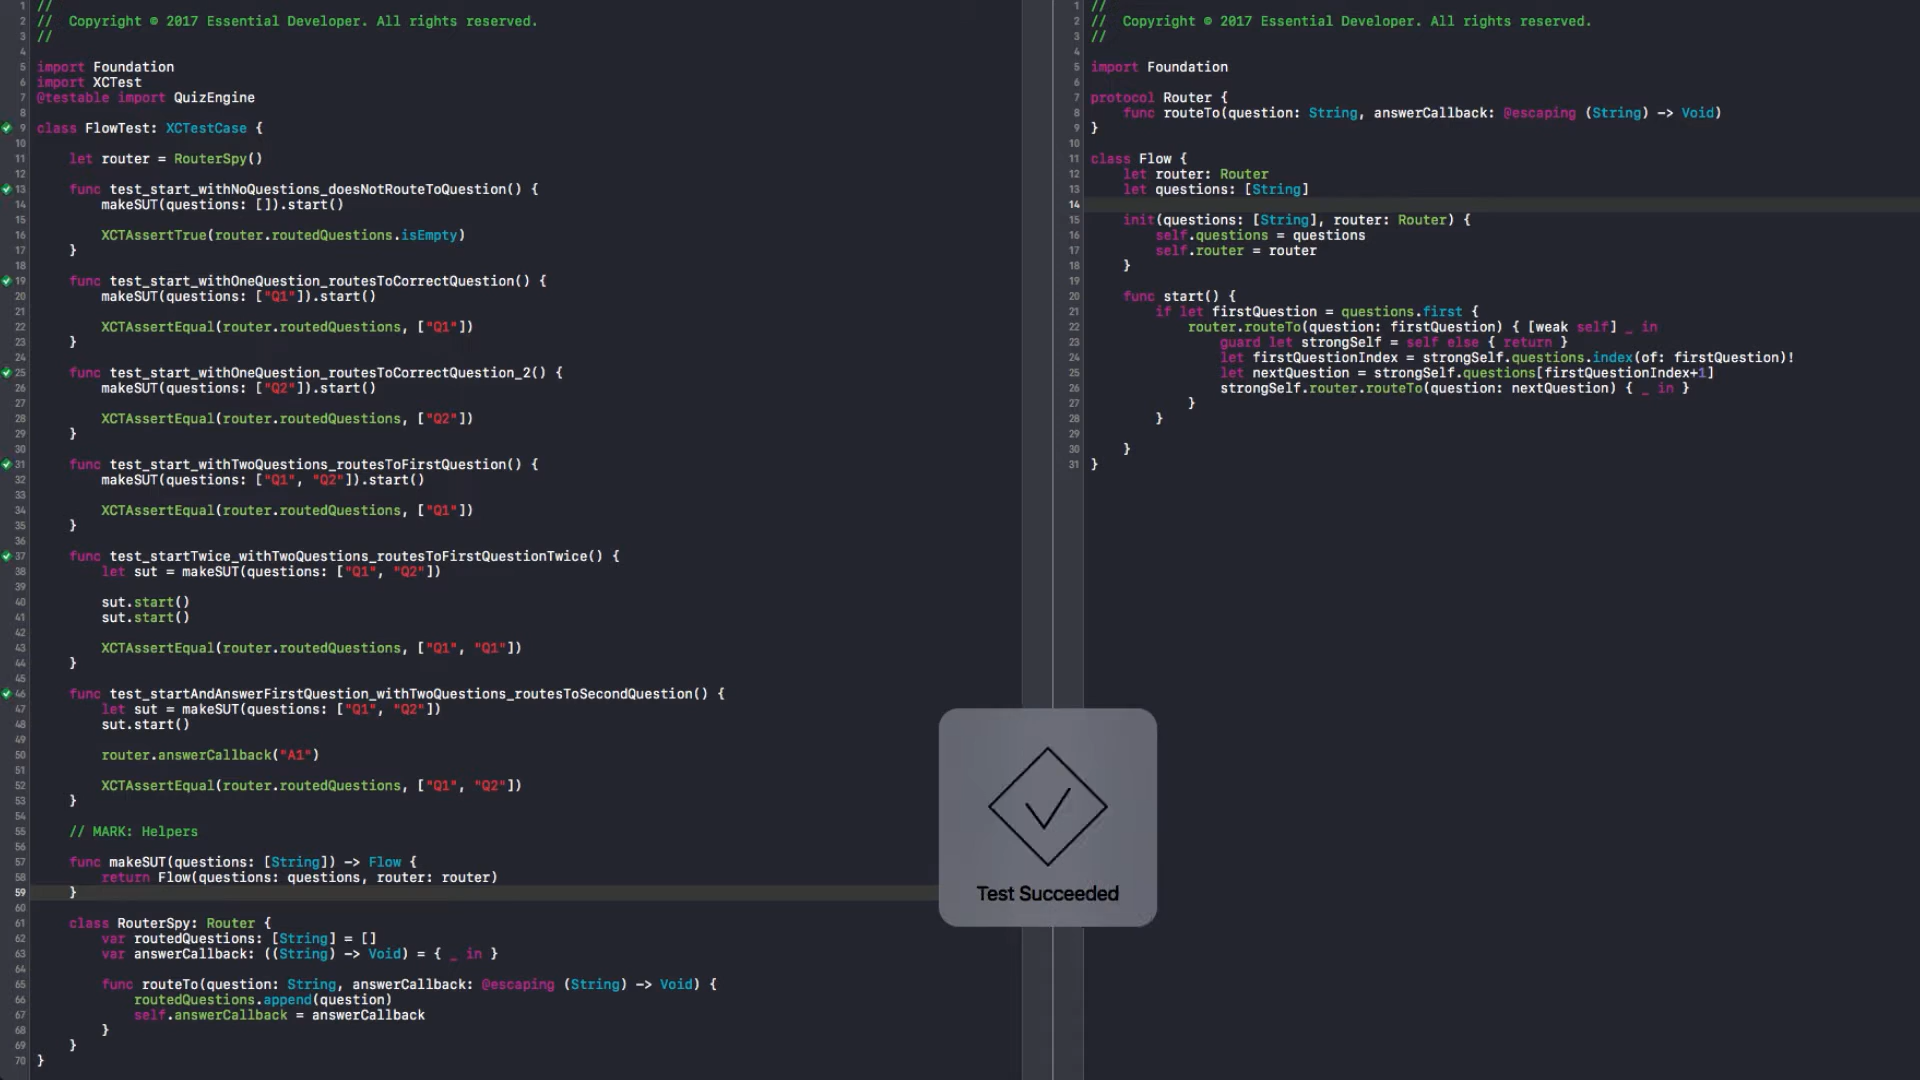 //
//  Copyright © 2017 Essential Developer. All rights reserved.
//

import Foundation
import XCTest
@testable import QuizEngine

class FlowTest: XCTestCase {

    let router = RouterSpy()

    func test_start_withNoQuestions_doesNotRouteToQuestion() {
        makeSUT(questions: []).start()

        XCTAssertTrue(router.routedQuestions.isEmpty)
    }

    func test_start_withOneQuestion_routesToCorrectQuestion() {
        makeSUT(questions: ["Q1"]).start()

        XCTAssertEqual(router.routedQuestions, ["Q1"])
    }

    func test_start_withOneQuestion_routesToCorrectQuestion_2() {
        makeSUT(questions: ["Q2"]).start()

        XCTAssertEqual(router.routedQuestions, ["Q2"])
    }

    func test_start_withTwoQuestions_routesToFirstQuestion() {
        makeSUT(questions: ["Q1", "Q2"]).start()

        XCTAssertEqual(router.routedQuestions, ["Q1"])
    }

    func test_startTwice_withTwoQuestions_routesToFirstQuestionTwice() {
        let sut = makeSUT(questions: ["Q1", "Q2"])

        sut.start()
        sut.start()

        XCTAssertEqual(router.routedQuestions, ["Q1", "Q1"])
    }

    func test_startAndAnswerFirstQuestion_withTwoQuestions_routesToSecondQuestion() {
        let sut = makeSUT(questions: ["Q1", "Q2"])
        sut.start()

        router.answerCallback("A1")

        XCTAssertEqual(router.routedQuestions, ["Q1", "Q2"])
    }

    // MARK: Helpers

    func makeSUT(questions: [String]) -> Flow {
        return Flow(questions: questions, router: router)
    }

    class RouterSpy: Router {
        var routedQuestions: [String] = []
        var answerCallback: ((String) -> Void) = { _ in }

        func routeTo(question: String, answerCallback: @escaping (String) -> Void) {
            routedQuestions.append(question)
            self.answerCallback = answerCallback
        }
    }
}
//
//  Copyright © 2017 Essential Developer. All rights reserved.
//

import Foundation

protocol Router {
    func routeTo(question: String, answerCallback: @escaping (String) -> Void)
}

class Flow {
    let router: Router
    let questions: [String]

    init(questions: [String], router: Router) {
        self.questions = questions
        self.router = router
    }

    func start() {
        if let firstQuestion = questions.first {
            router.routeTo(question: firstQuestion) { [weak self] _ in
                guard let strongSelf = self else { return }
                let firstQuestionIndex = strongSelf.questions.index(of: firstQuestion)!
                let nextQuestion = strongSelf.questions[firstQuestionIndex+1]
                strongSelf.router.routeTo(question: nextQuestion) { _ in }
            }
        }

    }
}
Test Succeeded